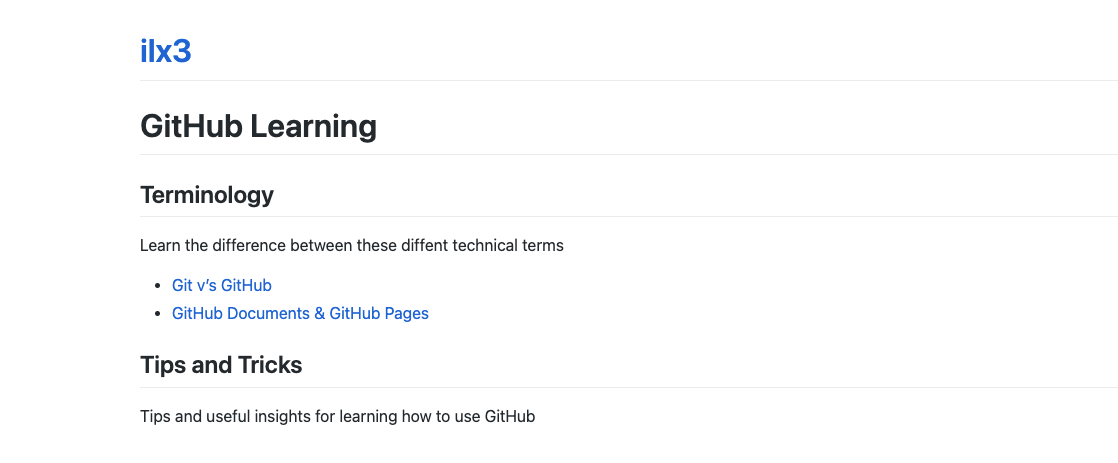 ilx3
GitHub Learning
Terminology
Learn the difference between these diffent technical terms
Git v’s GitHub
GitHub Documents & GitHub Pages
Tips and Tricks
Tips and useful insights for learning how to use GitHub